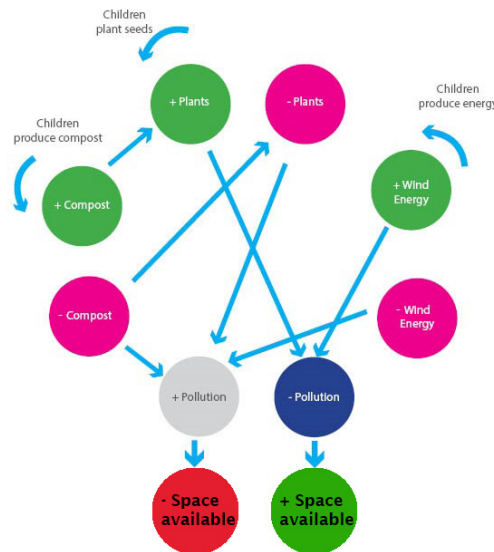 Children
plant seeds
+ Plants
- Plants
Children
produce energy
Children
produce compost
+ Compost
+ Wind
Energy
- Compost
- Wind
Energy
+ Pollution
- Pollution
- Space
available
+ Space
available